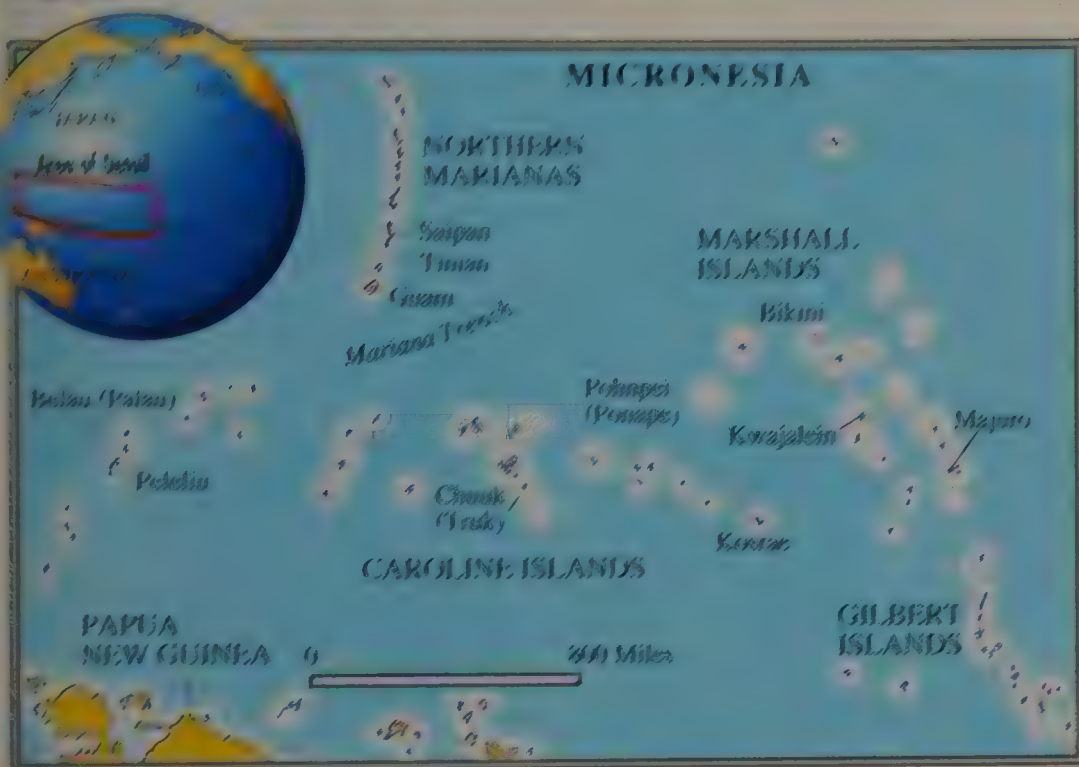 MICRONESIA
NORTHERN
MARIANAS
Saipan
Tinian
Guam
Mariana Trench
MARSHALL
ISLANDS
Bikini
Belau (Palau)
Peleliu
Pohnpei
(Ponape)
Kwajalein
Majuro
Chuuk
(Truk)
Kosrae
CAROLINE ISLANDS
PAPUA
NEW GUINEA
GILBERT
ISLANDS
0 Miles